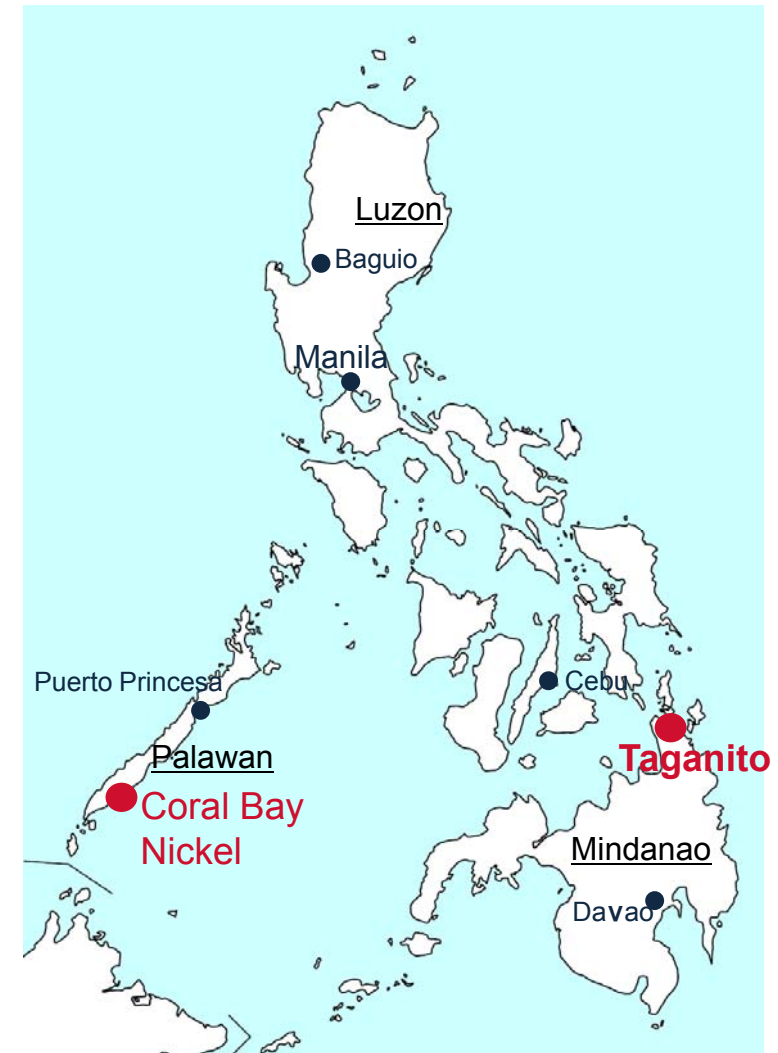 Luzon
Baguio
Manila
Puerto Princesa
Cebu
Taganito
Palawan
Coral Bay
Nickel
Mindanao
Davao